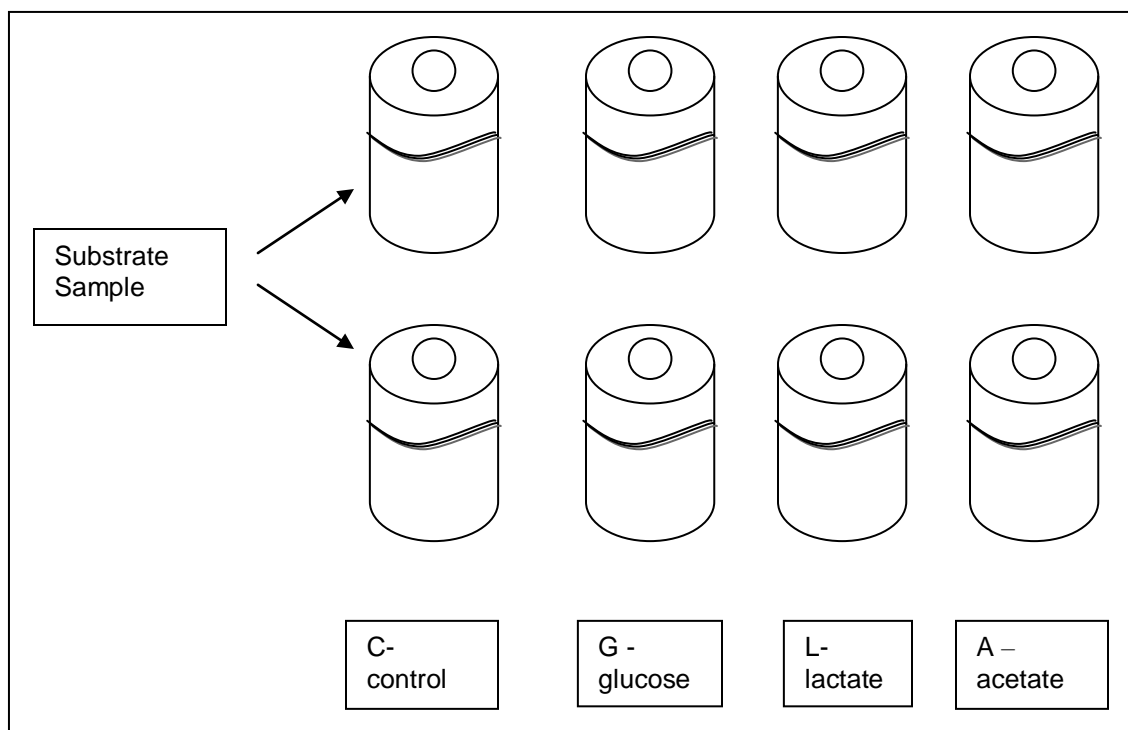 Substrate
Sample
C-
control
G -
glucose
L-
lactate
A –
acetate